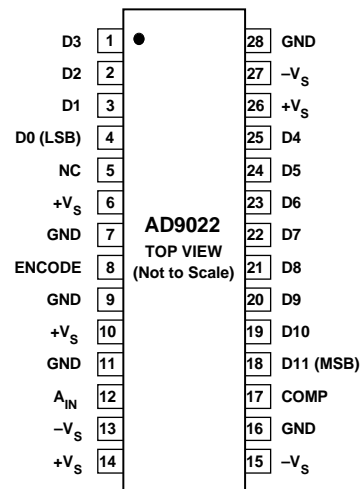 D3 1 28 GND
D2 2 27 –VS
D1 3 26 +VS
D0 (LSB) 4 25 D4
NC 5 24 D5
+VS 6 23 D6
GND 7 AD9022 22 D7
TOP VIEW
ENCODE 8 (Not to Scale) 21 D8
GND 9 20 D9
+VS 10 19 D10
GND 11 18 D11 (MSB)
AIN 12 17 COMP
–VS 13 16 GND
+VS 14 15 –VS